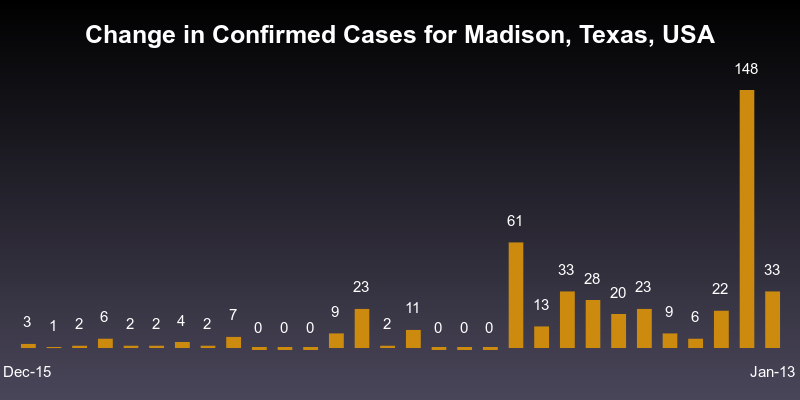 Change in Confirmed Cases for Madison, Texas, USA
3 1 2 6 2 2 4 2 7 0 0 0 9 23 2 11 0 0 0 61 13 33 28 20 23 9 6 22 148 33
Dec-15 Jan-13